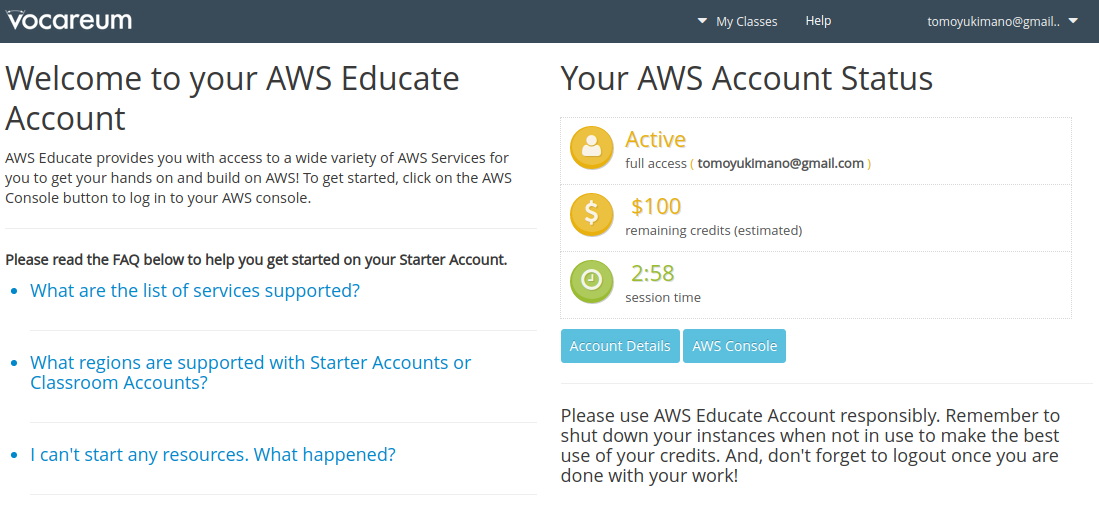 vocareum
My Classes
Help
tomoyukimano@gmail..
Welcome to your AWS Educate
Account
AWS Educate provides you with access to a wide variety of AWS Services for
you to get your hands on and build on AWS! To get started, click on the AWS
Console button to log in to your AWS console.
Please read the FAQ below to help you get started on your Starter Account.
What are the list of services supported?
What regions are supported with Starter Accounts or
Classroom Accounts?
I can't start any resources. What happened?
Your AWS Account Status
Active
full access ( tomoyukimano@gmail.com )
$100
remaining credits (estimated)
2:58
session time
Account Details
AWS Console
Please use AWS Educate Account responsibly. Remember to
shut down your instances when not in use to make the best
use of your credits. And, don't forget to logout once you are
done with your work!